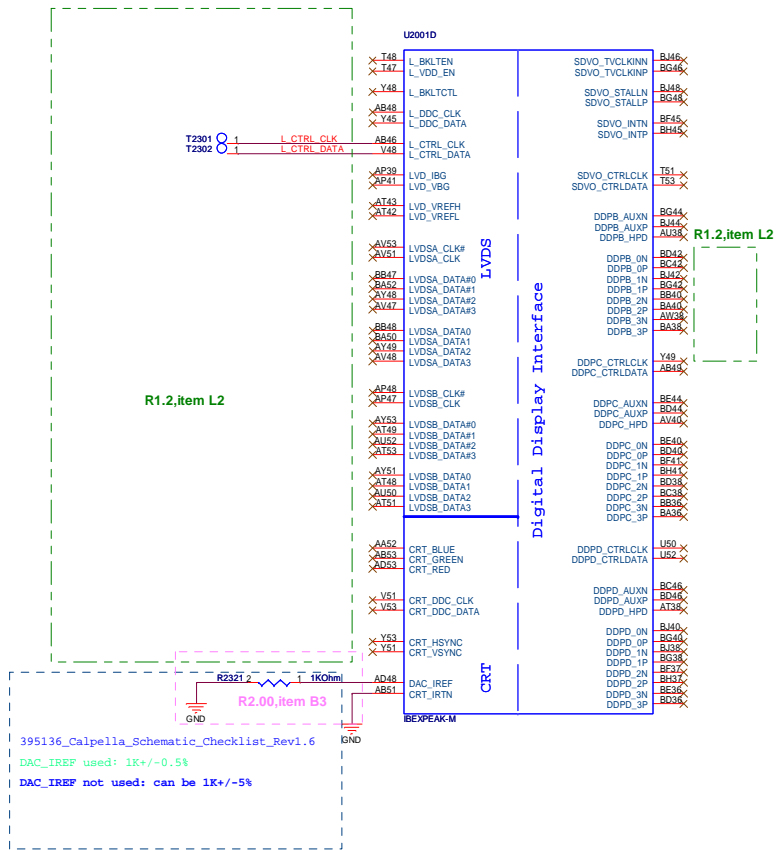 U2001D
T48 L_BKLTEN SDVO_TVCLKINN BJ46
T47 L_VDD_EN SDVO_TVCLKINP BG46
Y48 L_BKLTCTL SDVO_STALLN BJ48
SDVO_STALLP BG48
AB48 L_DDC_CLK
Y45 L_DDC_DATA SDVO_INTN BF45
SDVO_INTP BH45
T2301 1 L_CTRL_CLK AB46 L_CTRL_CLK
T2302 1 L_CTRL_DATA V48 L_CTRL_DATA
AP39 LVD_IBG SDVO_CTRLCLK T51
AP41 LVD_VBG SDVO_CTRLDATA T53
AT43 LVD_VREFH
AT42 LVD_VREFL DDPB_AUXN BG44
DDPB_AUXP BJ44
DDPB_HPD AU38
R1.2,item L2
AV53 LVDSA_CLK#
AV51 LVDSA_CLK DDPB_0N BD42
DDPB_0P BC42
BB47 LVDSA_DATA#0 DDPB_1N BJ42
BA52 LVDSA_DATA#1 DDPB_1P BG42
AY48 LVDSA_DATA#2 DDPB_2N BB40
AV47 LVDSA_DATA#3 DDPB_2P BA40
DDPB_3N AW38
BB48 LVDSA_DATA0 DDPB_3P BA38
BA50 LVDSA_DATA1
AY49 LVDSA_DATA2
AV48 LVDSA_DATA3 DDPC_CTRLCLK Y49
DDPC_CTRLDATA AB49
LVDS
Digital Display Interface
R1.2,item L2
AP48 LVDSB_CLK#
AP47 LVDSB_CLK DDPC_AUXN BE44
DDPC_AUXP BD44
AY53 LVDSB_DATA#0 DDPC_HPD AV40
AT49 LVDSB_DATA#1
AU52 LVDSB_DATA#2 DDPC_0N BE40
AT53 LVDSB_DATA#3 DDPC_0P BD40
DDPC_1N BF41
AY51 LVDSB_DATA0 DDPC_1P BH41
AT48 LVDSB_DATA1 DDPC_2N BD38
AU50 LVDSB_DATA2 DDPC_2P BC38
AT51 LVDSB_DATA3 DDPC_3N BB36
DDPC_3P BA36
AA52 CRT_BLUE DDPD_CTRLCLK U50
AB53 CRT_GREEN DDPD_CTRLDATA U52
AD53 CRT_RED
DDPD_AUXN BC46
V51 CRT_DDC_CLK DDPD_AUXP BD46
V53 CRT_DDC_DATA DDPD_HPD AT38
DDPD_0N BJ40
Y53 CRT_HSYNC DDPD_0P BG40
Y51 CRT_VSYNC DDPD_1N BJ38
DDPD_1P BG38
DDPD_2N BF37
CRT
R2321 2 1 1KOhm AD48 DAC_IREF DDPD_2P BH37
AB51 CRT_IRTN DDPD_3N BE36
DDPD_3P BD36
R2.00,item B3
GND
IBEXPEAK-M
GND
395136_Calpella_Schematic_Checklist_Rev1.6
DAC_IREF used: 1K+/-0.5%
DAC_IREF not used: can be 1K+/-5%